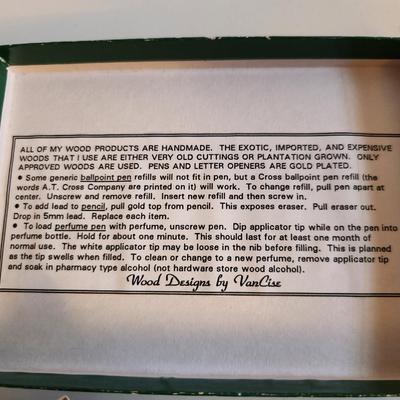 ALL OF MY WOOD PRODUCTS ARE HANDMADE. THE EXOTIC, IMPORTED, AND EXPENSIVE
WOODS THAT I USE ARE EITHER VERY OLD CUTTINGS OR PLANTATION GROWN. ONLY
APPROVED WOODS ARE USED. PENS AND LETTER OPENERS ARE GOLD PLATED.
• Some generic ballpoint pen refills will not fit in pen, but a Cross ballpoint pen refill (the
words A.T. Cross Company are printed on it) will work. To change refill, pull pen apart at
center. Unscrew and remove refill. Insert new refill and then screw in.
• To add lead to pencil, pull gold top from pencil. This exposes eraser. Pull eraser out.
Drop in 5mm lead. Replace each item.
• To load perfume pen with perfume, unscrew pen. Dip applicator tip while on the pen into
perfume bottle. Hold for about one minute. This should last for at least one month of
normal use. The white applicator tip may be loose in the nib before filling. This is planned
as the tip swells when filled. To clean or change to a new perfume, remove applicator tip
and soak in pharmacy type alcohol (not hardware store wood alcohol).
Wood Designs by VanCise